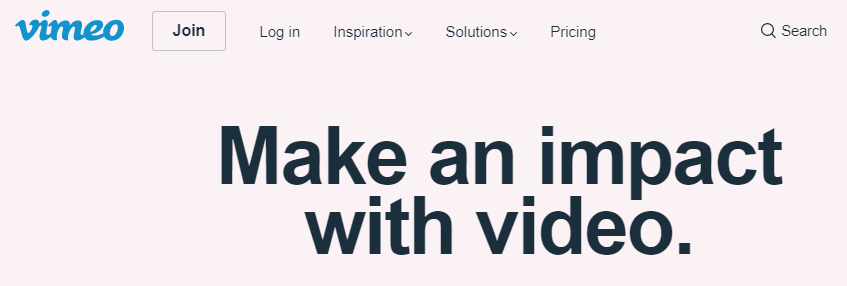 vimeo Join Log in Inspiration Solutions Pricing Search
Make an impact
with video.